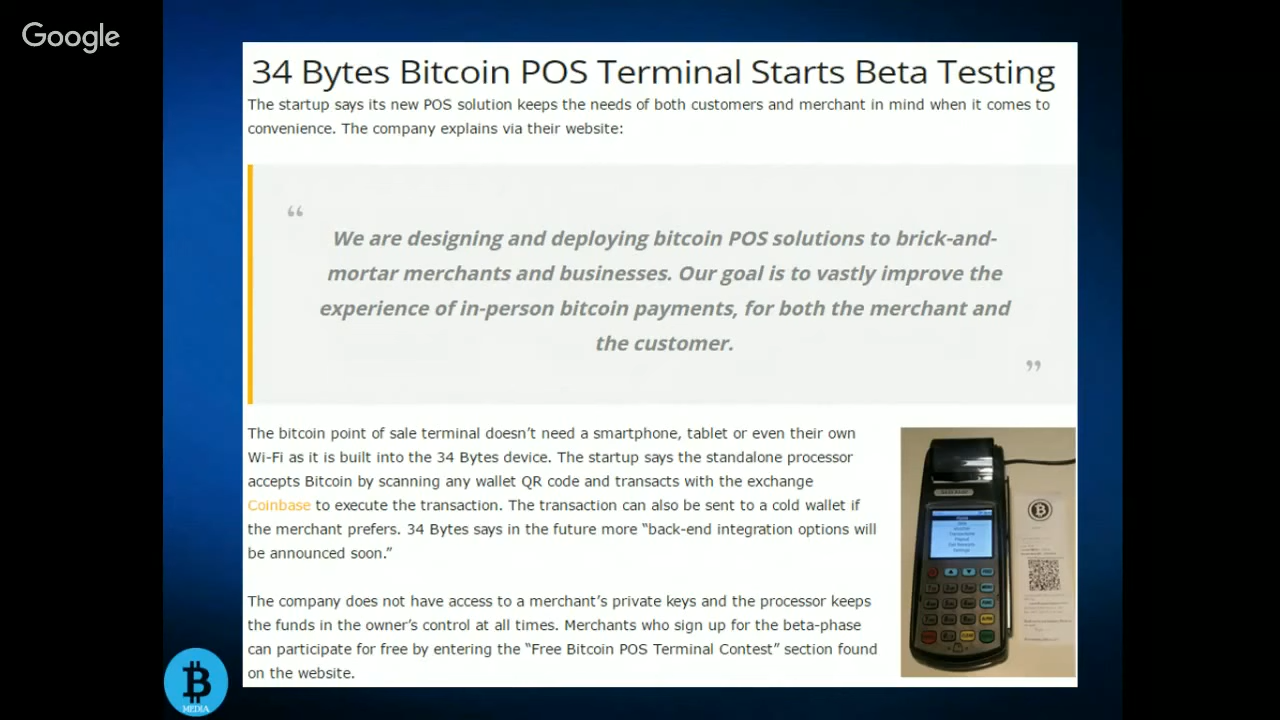 Google
34 Bytes Bitcoin POS Terminal Starts Beta Testing
The startup says its new POS solution keeps the needs of both customers and merchant in mind when it comes to
convenience. The company explains via their website:
“
We are designing and deploying bitcoin POS solutions to brick-and-
mortar merchants and businesses. Our goal is to vastly improve the
experience of in-person bitcoin payments, for both the merchant and
the customer.
”
The bitcoin point of sale terminal doesn’t need a smartphone, tablet or even their own
Wi-Fi as it is built into the 34 Bytes device. The startup says the standalone processor
accepts Bitcoin by scanning any wallet QR code and transacts with the exchange
Coinbase to execute the transaction. The transaction can also be sent to a cold wallet if
the merchant prefers. 34 Bytes says in the future more “back-end integration options will
be announced soon.”
The company does not have access to a merchant’s private keys and the processor keeps
the funds in the owner’s control at all times. Merchants who sign up for the beta-phase
can participate for free by entering the “Free Bitcoin POS Terminal Contest” section found
on the website.
MEDIA